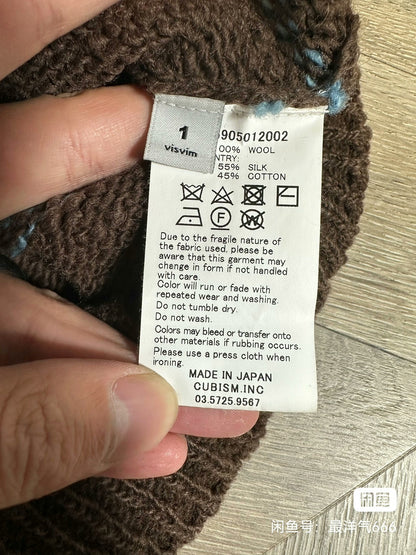 1
visvim
905012002
00% WOOL
NTRY:
55% SILK
45% COTTON
Due to the fragile nature of
the fabric used, please be
aware that this garment may
change in form if not handled
with care.
Color will run or fade with
repeated wear and washing.
Do not tumble dry.
Do not wash.
Colors may bleed or transfer onto
other materials if rubbing occurs.
Please use a press cloth when
ironing.
MADE IN JAPAN
CUBISM.INC
03.5725.9567
闲鱼
闲鱼号：最洋气666